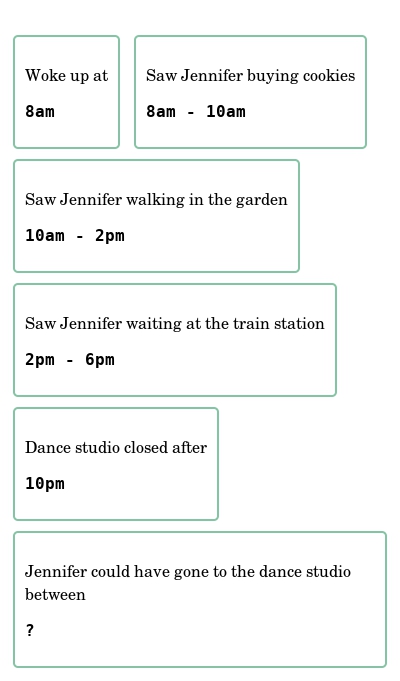 Woke up at
8am
Saw Jennifer buying cookies
8am - 10am
Saw Jennifer walking in the garden
10am - 2pm
Saw Jennifer waiting at the train station
2pm - 6pm
Dance studio closed after
10pm
Jennifer could have gone to the dance studio
between
?